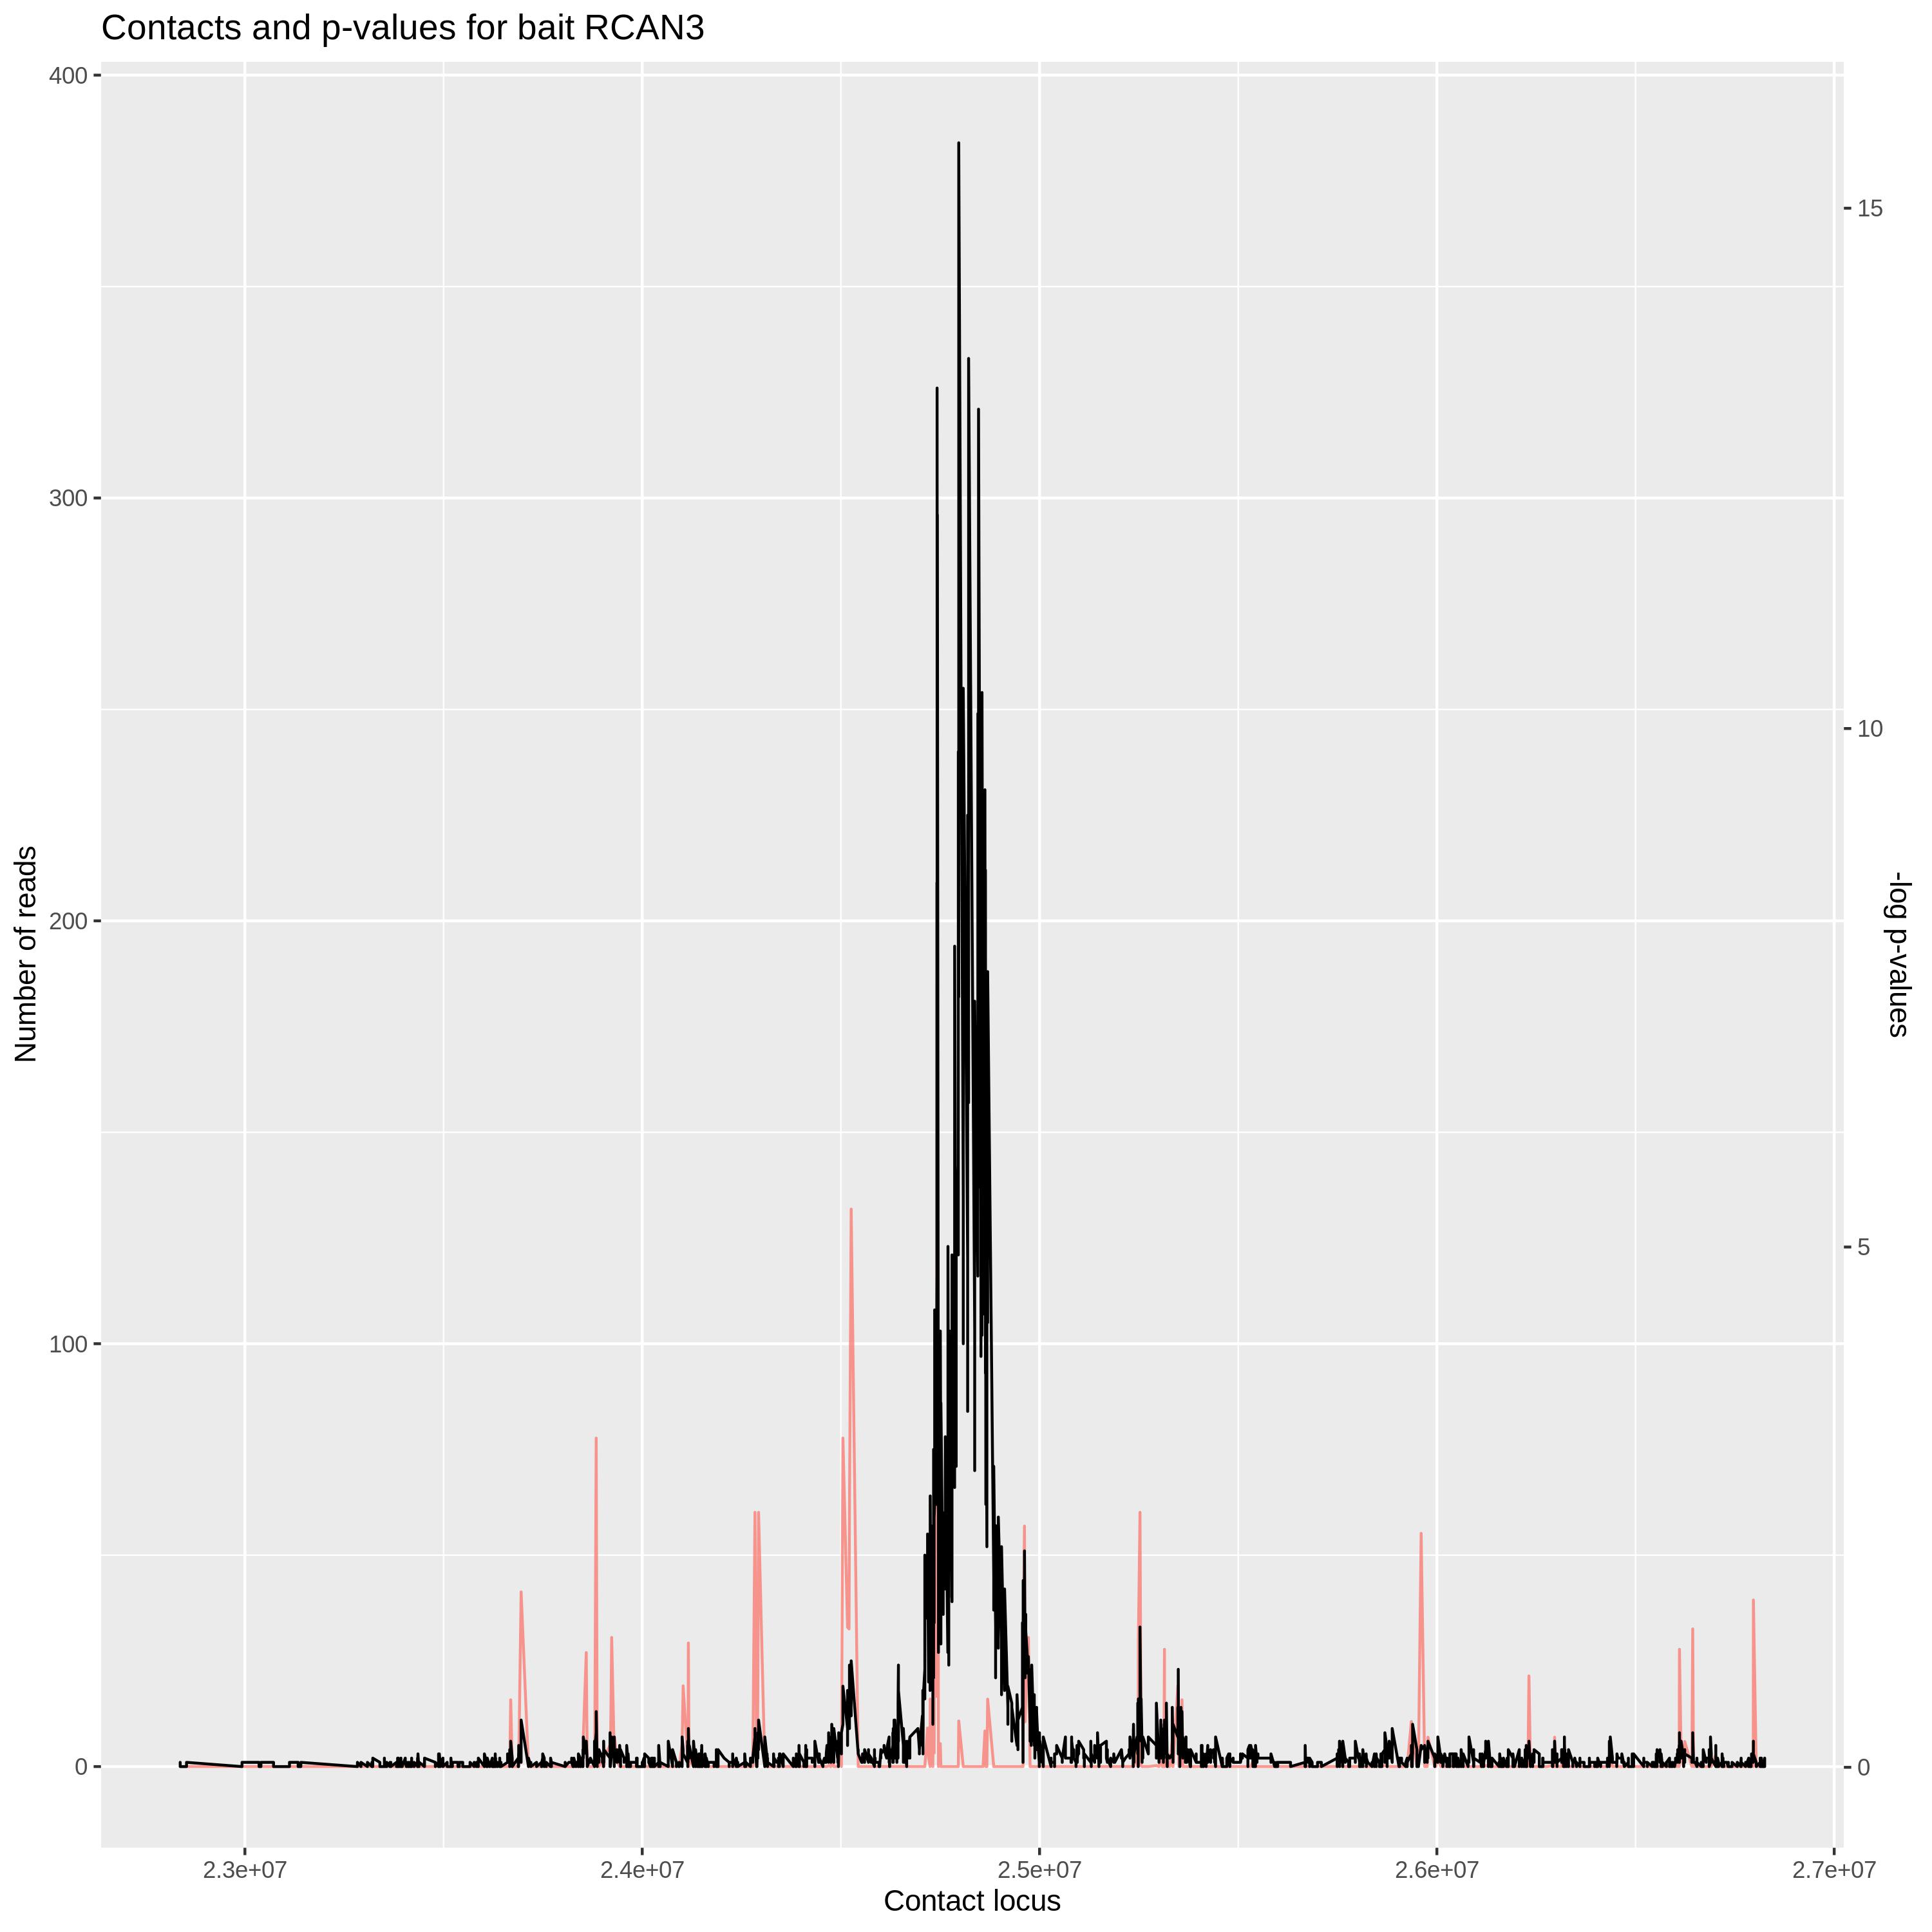 Contacts and p-values for bait RCAN3
400
300
200
100
0
Number of reads
15
10
5
0
-log p-values
2.3e+07 2.4e+07 2.5e+07 2.6e+07 2.7e+07
Contact locus